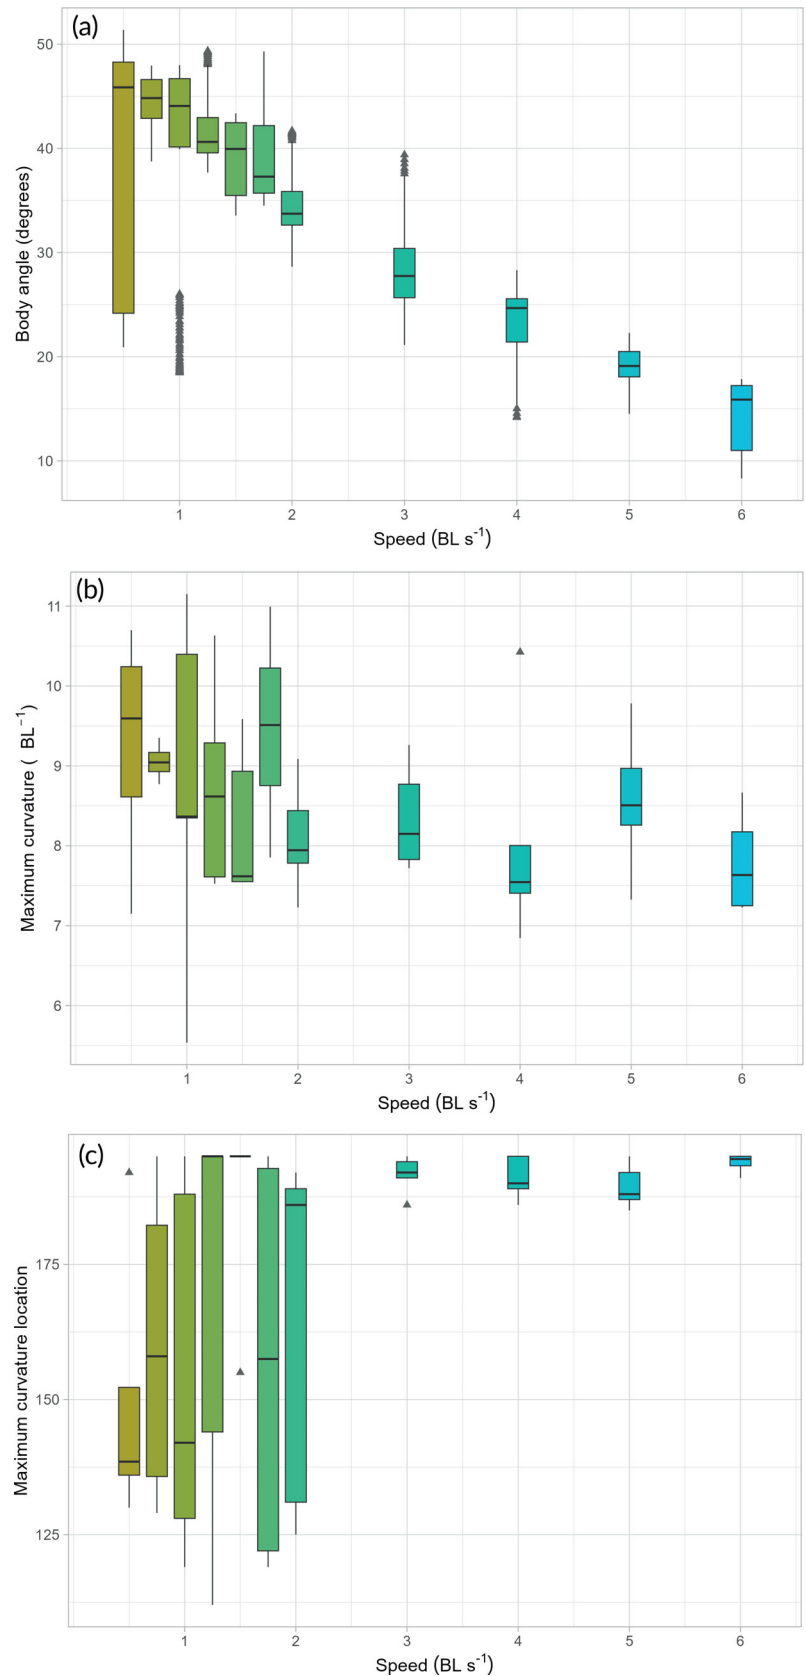 (a)
50
40
30
20
10
Body angle (degrees)
1 2 3 4 5 6
Speed (BL s⁻¹)
(b)
11
10
9
8
7
6
Maximum curvature ( BL⁻¹)
1 2 3 4 5 6
Speed (BL s⁻¹)
(c)
175
150
125
Maximum curvature location
1 2 3 4 5 6
Speed (BL s⁻¹)